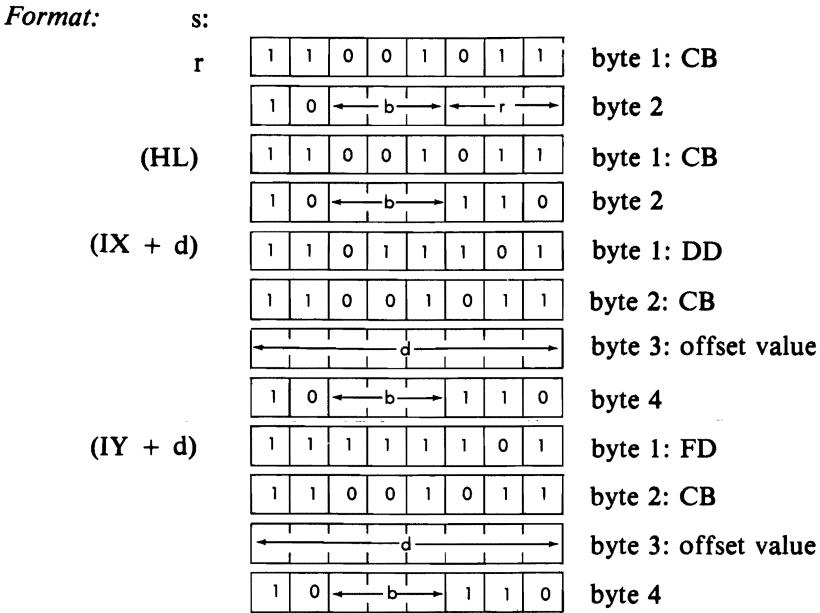 Format: s:
r 1 1 0 0 1 0 1 1 byte 1: CB
1 0 b r byte 2
(HL) 1 1 0 0 1 0 1 1 byte 1: CB
1 0 b 1 1 0 byte 2
(IX + d) 1 1 0 1 1 1 0 1 byte 1: DD
1 1 0 0 1 0 1 1 byte 2: CB
d byte 3: offset value
1 0 b 1 1 0 byte 4
(IY + d) 1 1 1 1 1 1 0 1 byte 1: FD
1 1 0 0 1 0 1 1 byte 2: CB
d byte 3: offset value
1 0 b 1 1 0 byte 4